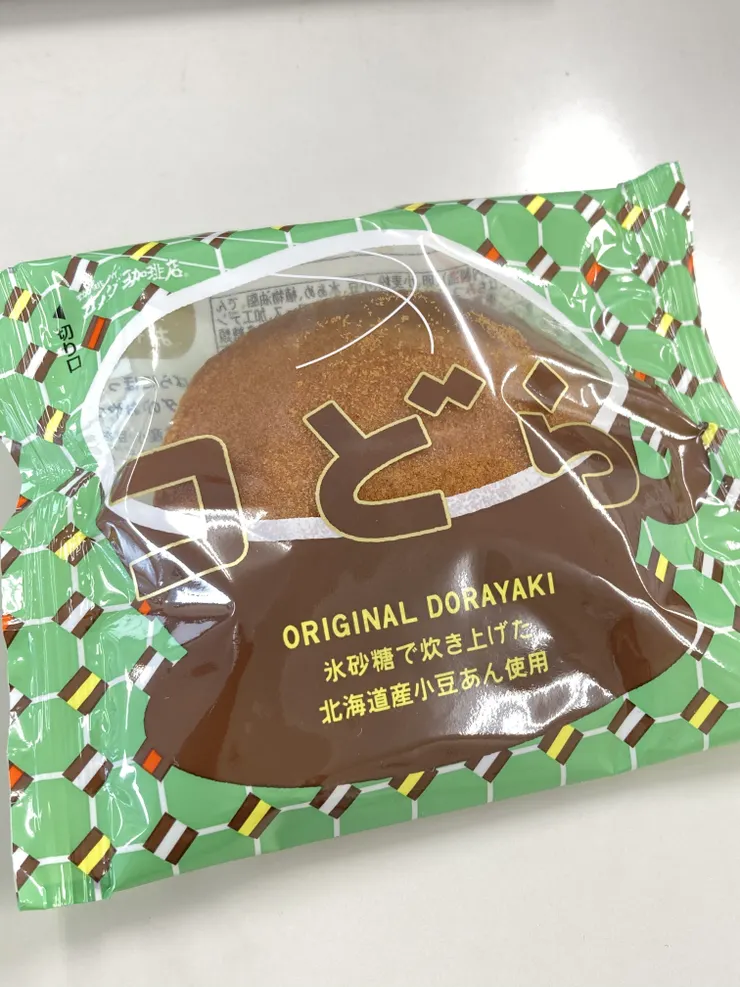 コメダ珈琲店
口切
コどら
ORIGINAL DORAYAKI
氷砂糖で炊き上げた
北海道産小豆あん使用